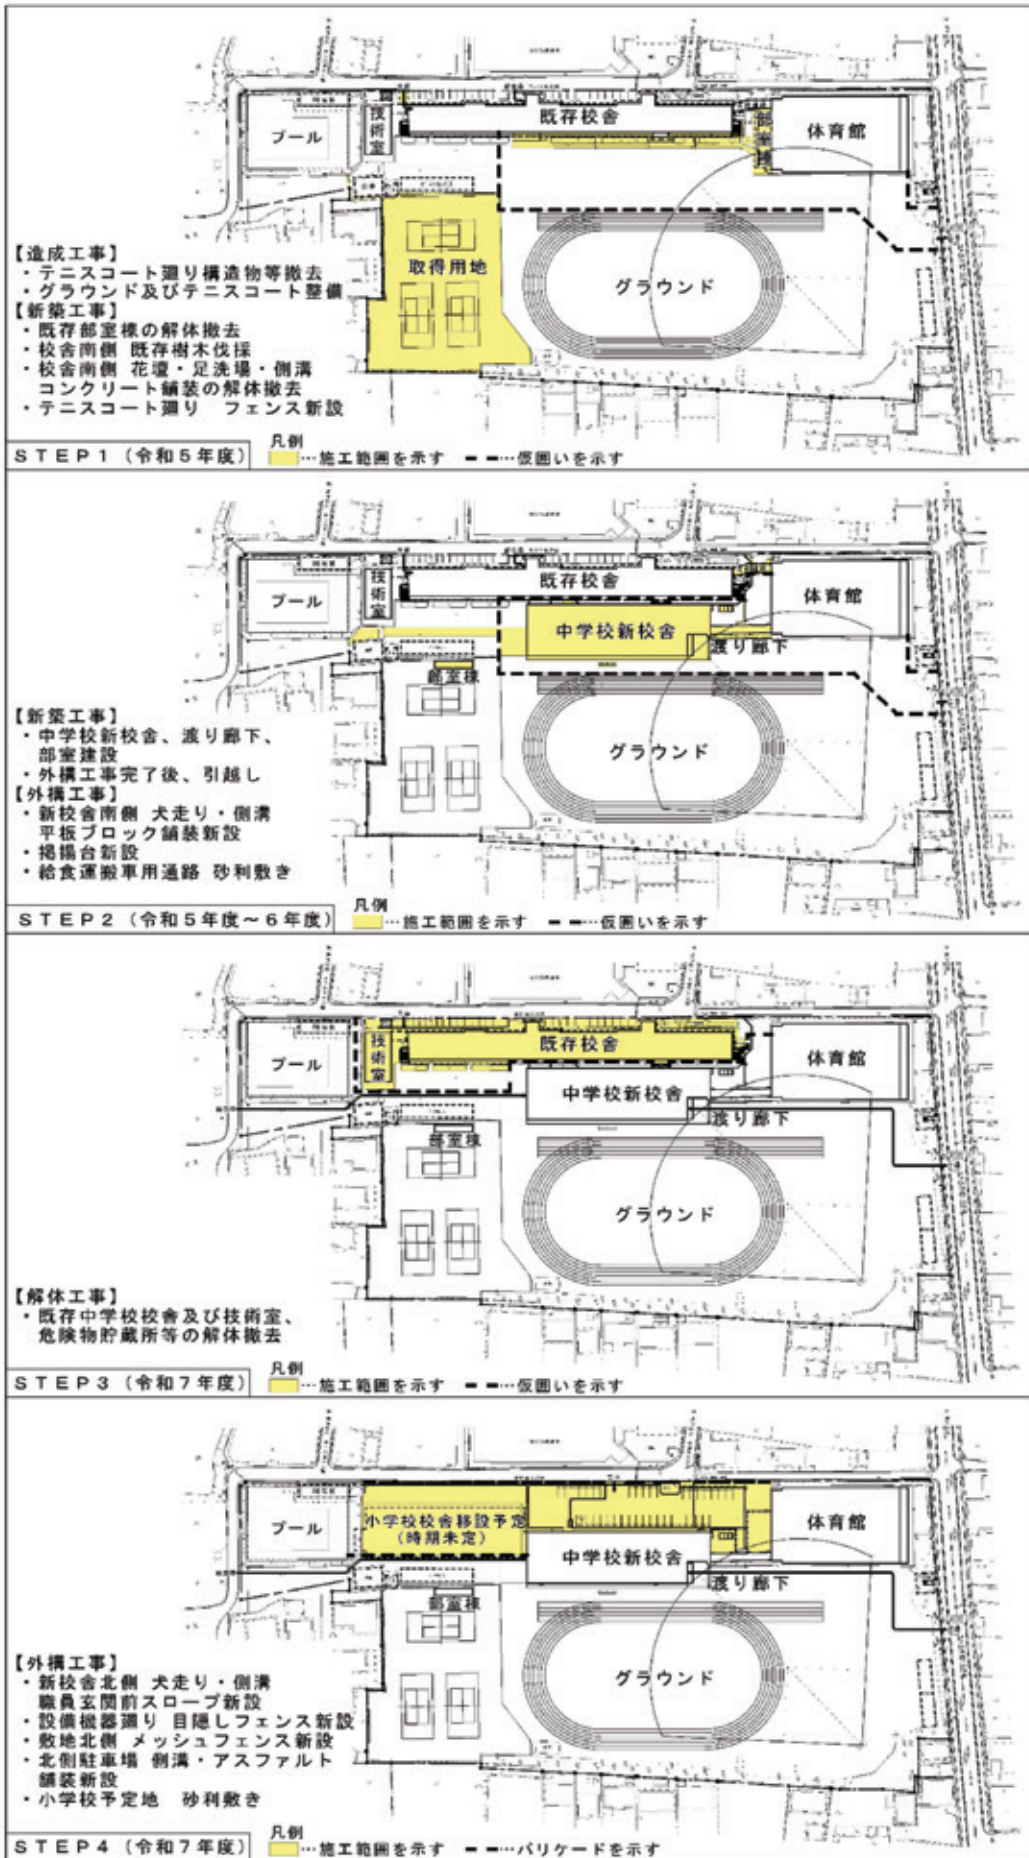 プール
技術室
既存校舎
部室棟
体育館
取得用地
グラウンド
【造成工事】
・テニスコート廻り構造物等撤去
・グラウンド及びテニスコート整備
【新築工事】
・既存部室棟の解体撤去
・校舎南側 既存樹木伐採
・校舎南側 花壇・足洗場・側溝
コンクリート舗装の解体撤去
・テニスコート廻り フェンス新設
STEP1（令和5年度）
凡例
…施工範囲を示す …仮囲いを示す
プール
技術室
既存校舎
体育館
中学校新校舎
渡り廊下
部室棟
グラウンド
【新築工事】
・中学校新校舎、渡り廊下、
部室建設
・外構工事完了後、引越し
【外構工事】
・新校舎南側 犬走り・側溝
平板ブロック舗装新設
・掲揚台新設
・給食運搬車用通路 砂利敷き
STEP2（令和5年度～6年度）
凡例
…施工範囲を示す …仮囲いを示す
プール
技術室
既存校舎
体育館
中学校新校舎
渡り廊下
部室棟
グラウンド
【解体工事】
・既存中学校校舎及び技術室、
危険物貯蔵所等の解体撤去
STEP3（令和7年度）
凡例
…施工範囲を示す …仮囲いを示す
プール
小学校校舎移設予定
（時期未定）
体育館
中学校新校舎
渡り廊下
部室棟
グラウンド
【外構工事】
・新校舎北側 犬走り・側溝
職員玄関前スロープ新設
・設備機器廻り 目隠しフェンス新設
・敷地北側 メッシュフェンス新設
・北側駐車場 側溝・アスファルト
舗装新設
・小学校予定地 砂利敷き
STEP4（令和7年度）
凡例
…施工範囲を示す …バリケードを示す